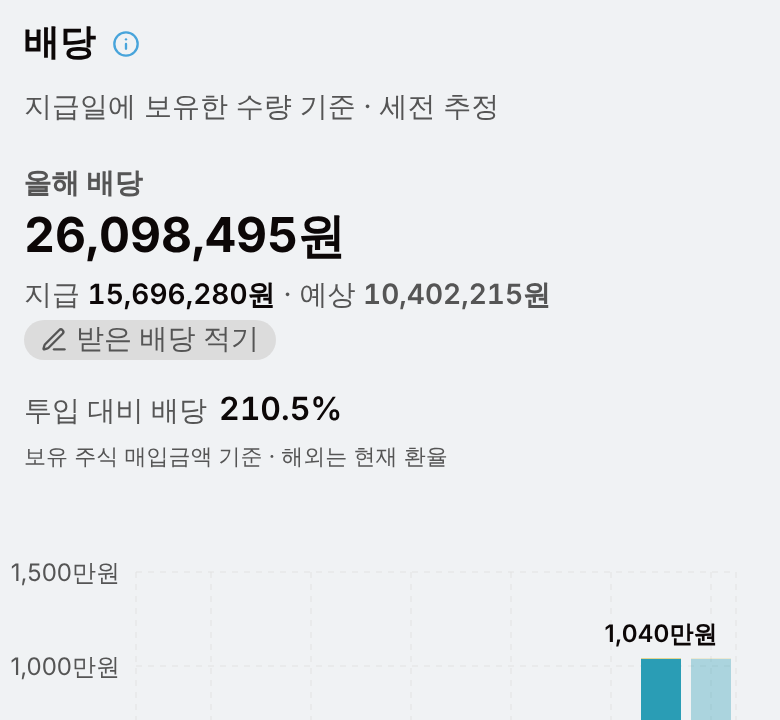 배당
지급일에 보유한 수량 기준 · 세전 추정
올해 배당
26,098,495원
지급 15,696,280원 · 예상 10,402,215원
받은 배당 적기
투입 대비 배당 210.5%
보유 주식 매입금액 기준 · 해외는 현재 환율
1,500만원
1,040만원
1,000만원